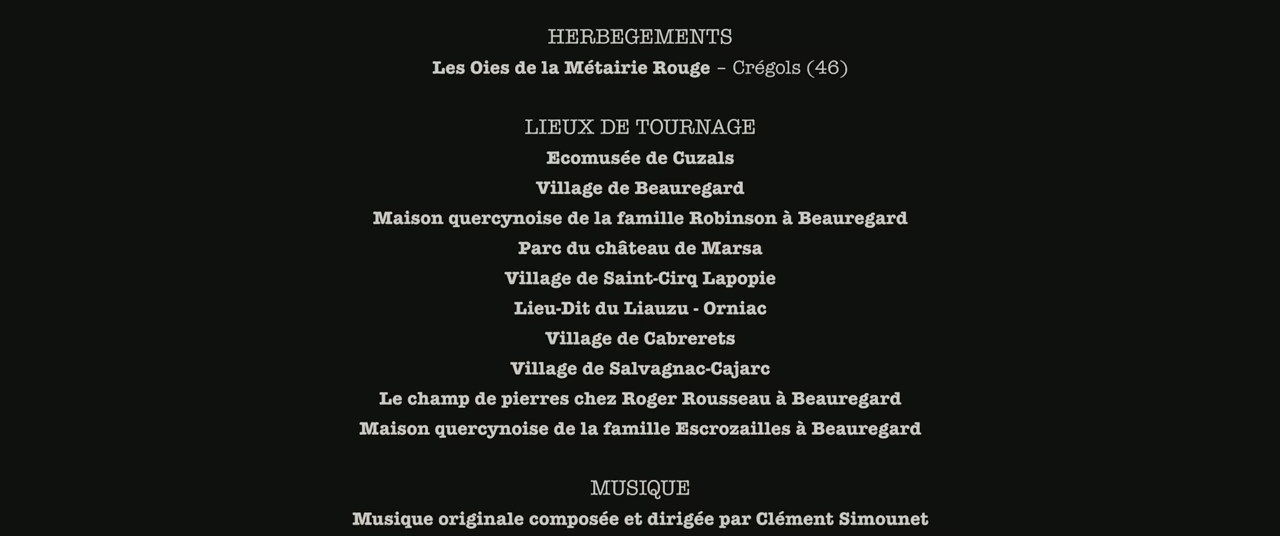 HERBEGEMENTS
Les Oies de la Métairie Rouge – Crégols (46)
LIEUX DE TOURNAGE
Ecomusée de Cuzals
Village de Beauregard
Maison quercynoise de la famille Robinson à Beauregard
Parc du château de Marsa
Village de Saint-Cirq Lapopie
Lieu-Dit du Liauzu - Orniac
Village de Cabrerets
Village de Salvagnac-Cajarc
Le champ de pierres chez Roger Rousseau à Beauregard
Maison quercynoise de la famille Escrozailles à Beauregard
MUSIQUE
Musique originale composée et dirigée par Clément Simounet